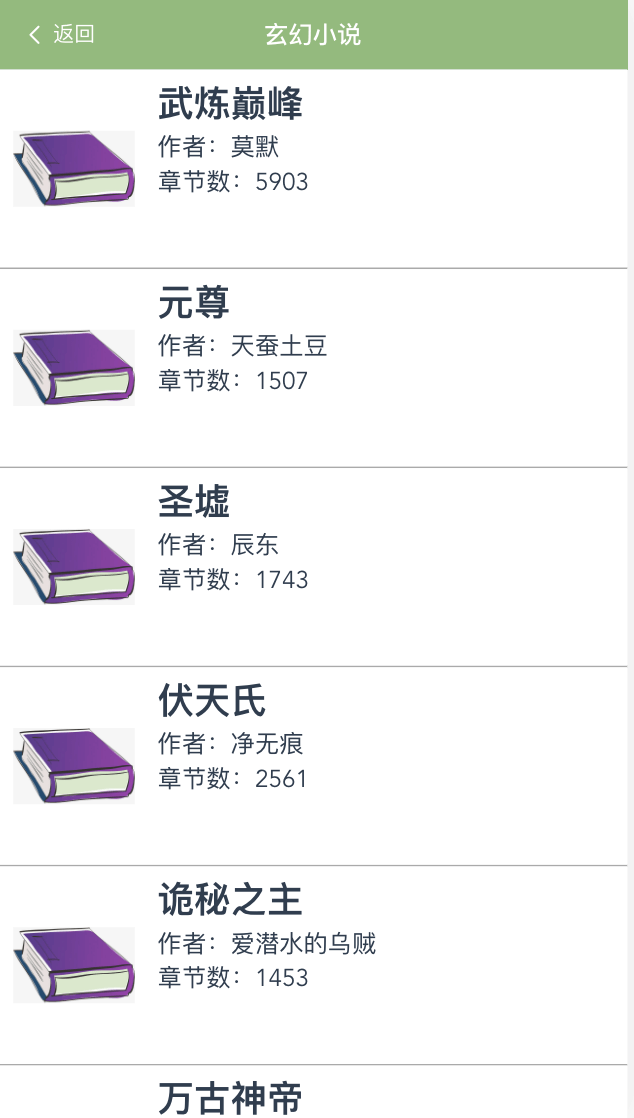 返回
玄幻小说
武炼巅峰
作者：莫默
章节数：5903
元尊
作者：天蚕土豆
章节数：1507
圣墟
作者：辰东
章节数：1743
伏天氏
作者：净无痕
章节数：2561
诡秘之主
作者：爱潜水的乌贼
章节数：1453
万古神帝